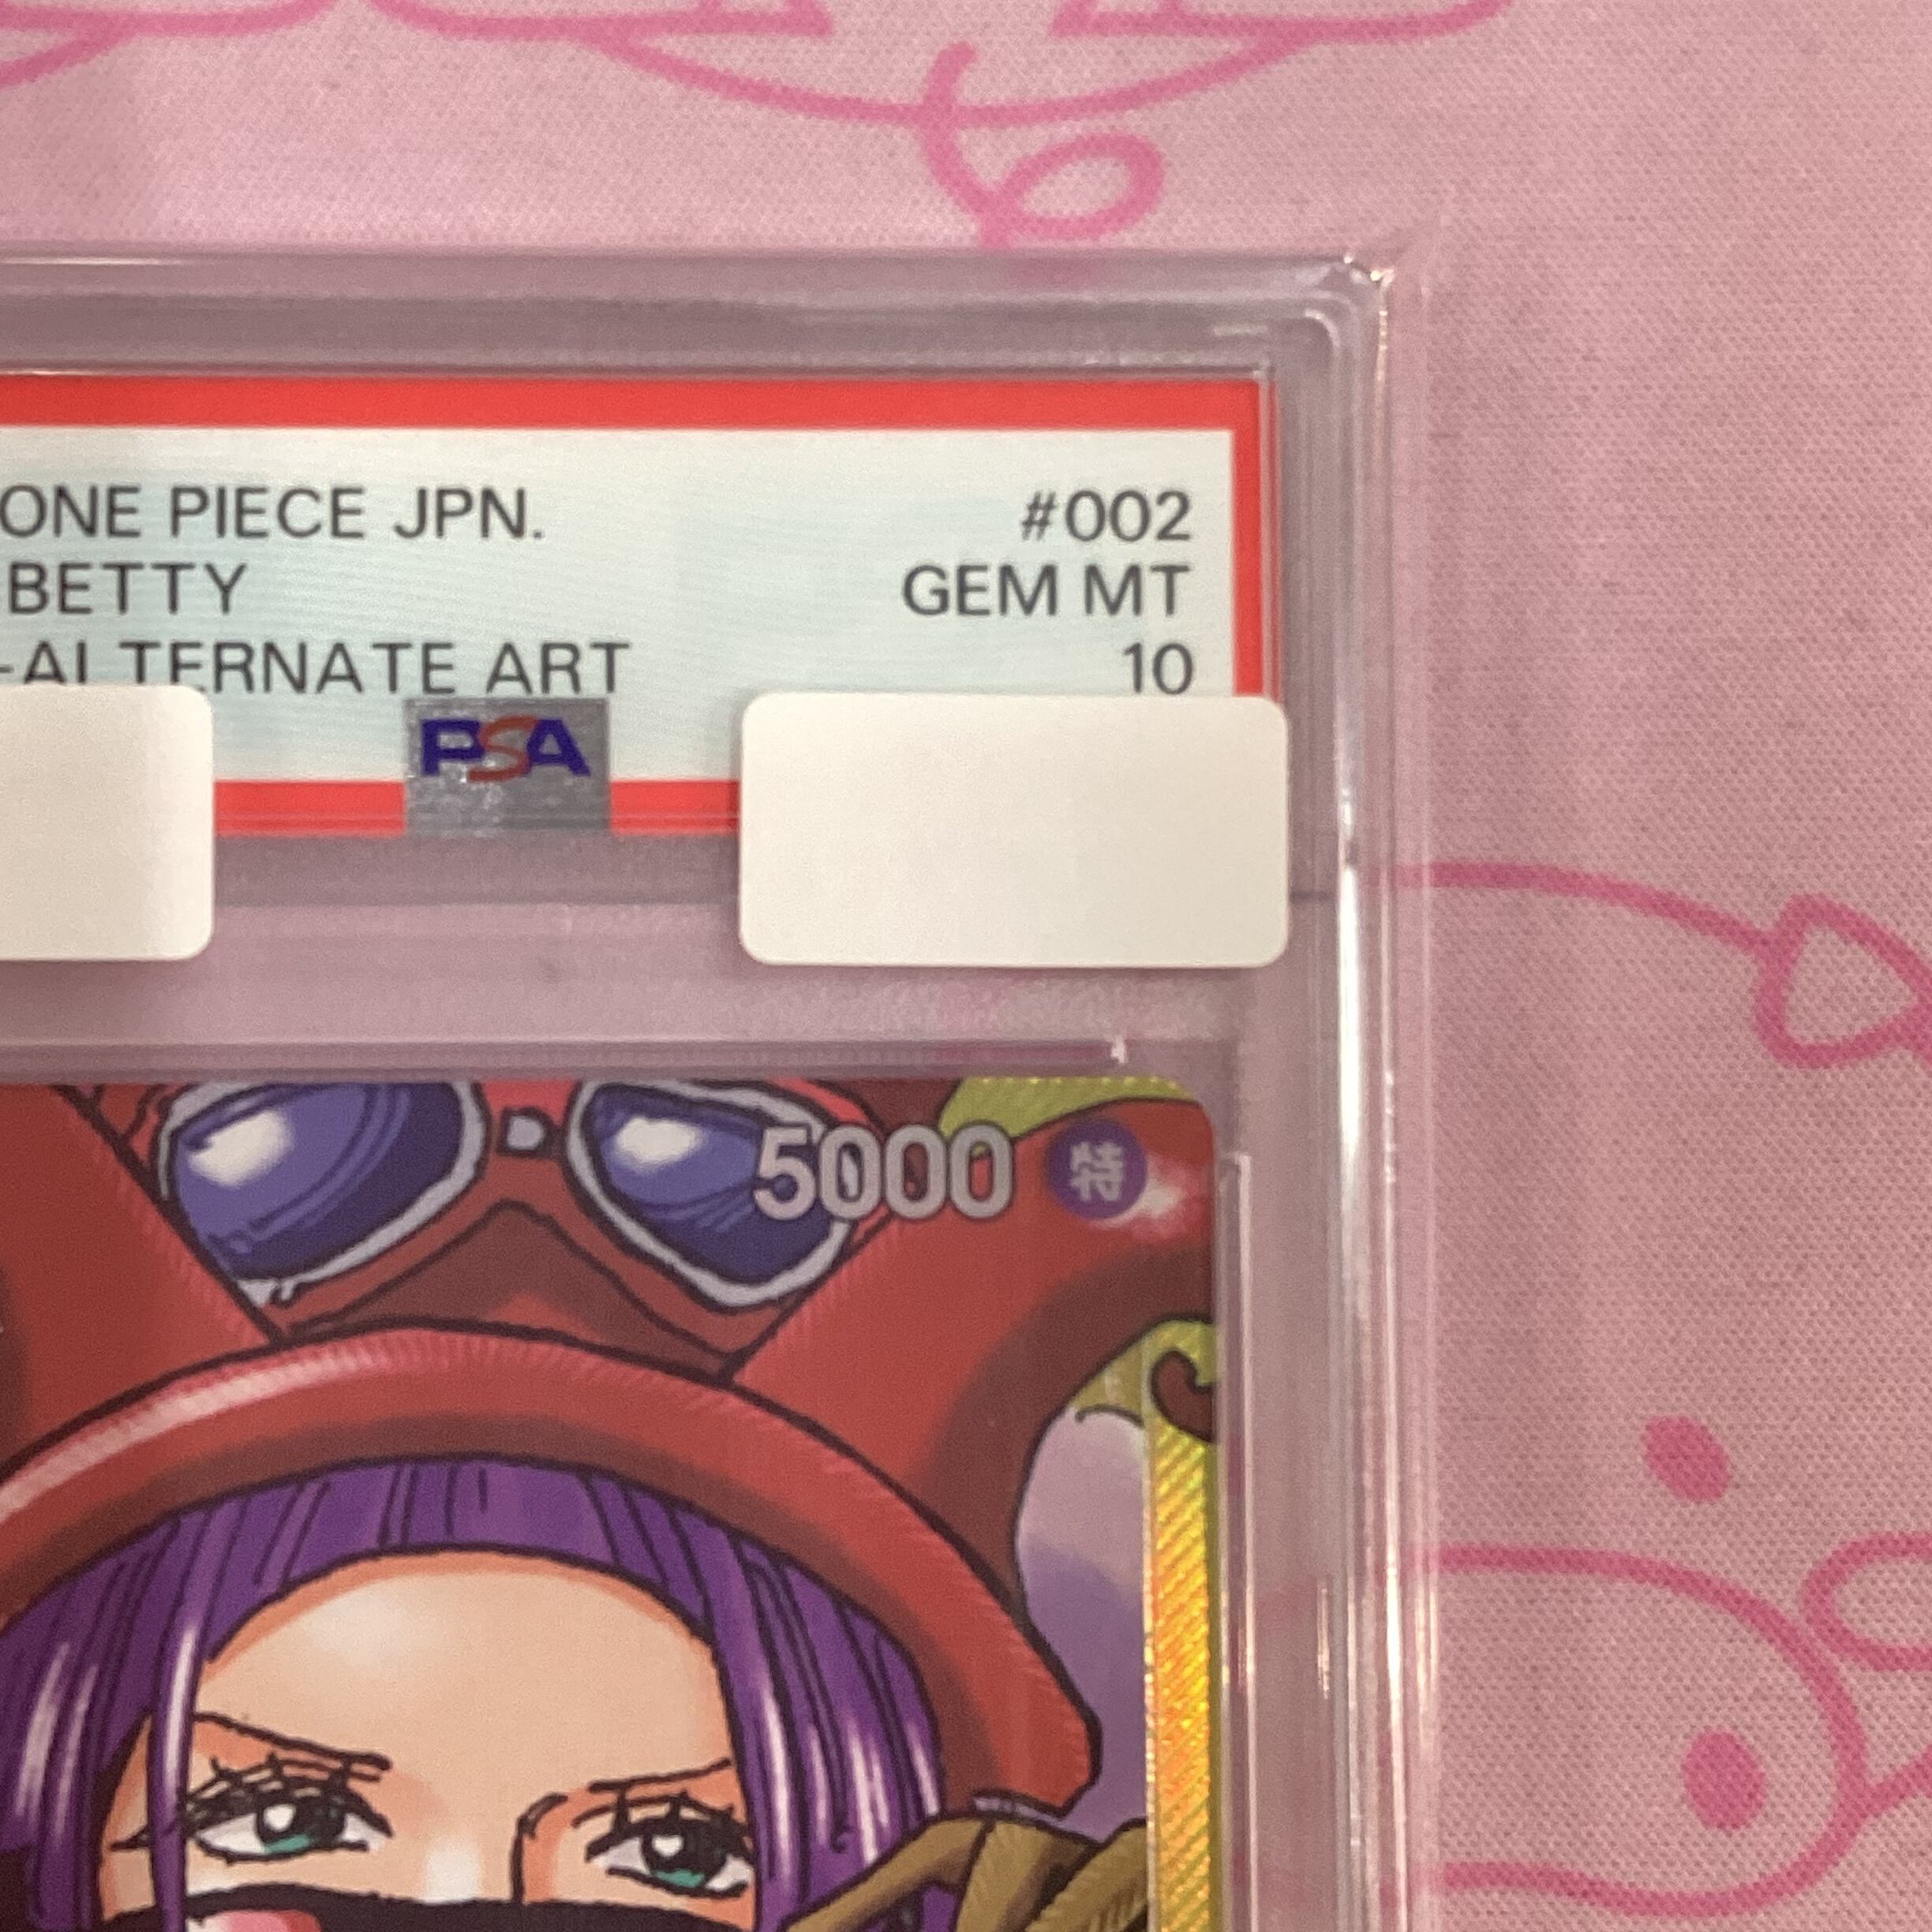 ONE PIECE JPN. #002
BETTY GEM MT
-ALTERNATE ART 10
PSA
5000 特